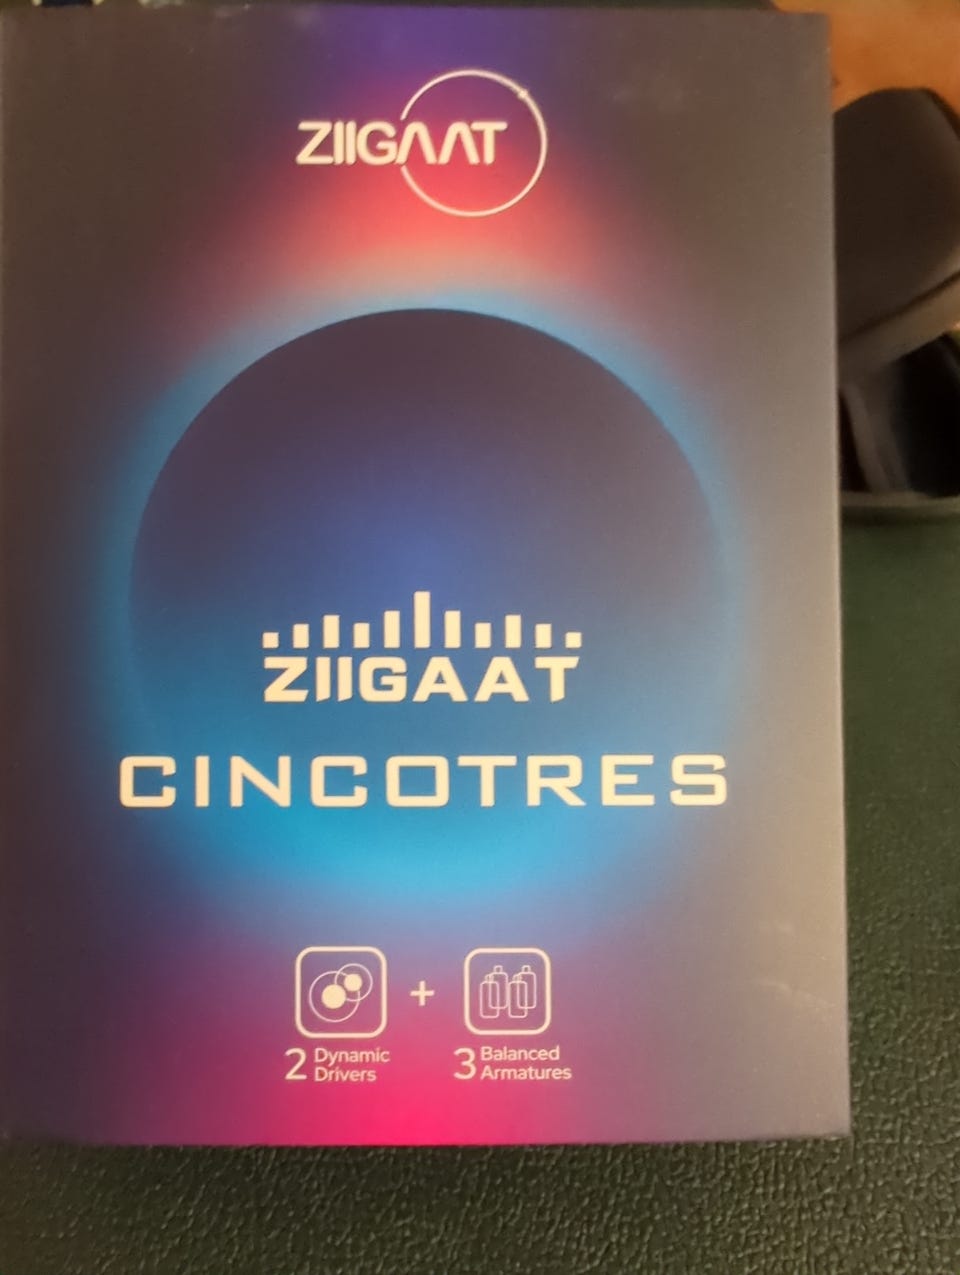 ZIIGAAT
ZIIGAAT
CINCOTRES
+
2 Dynamic Drivers
3 Balanced Armatures